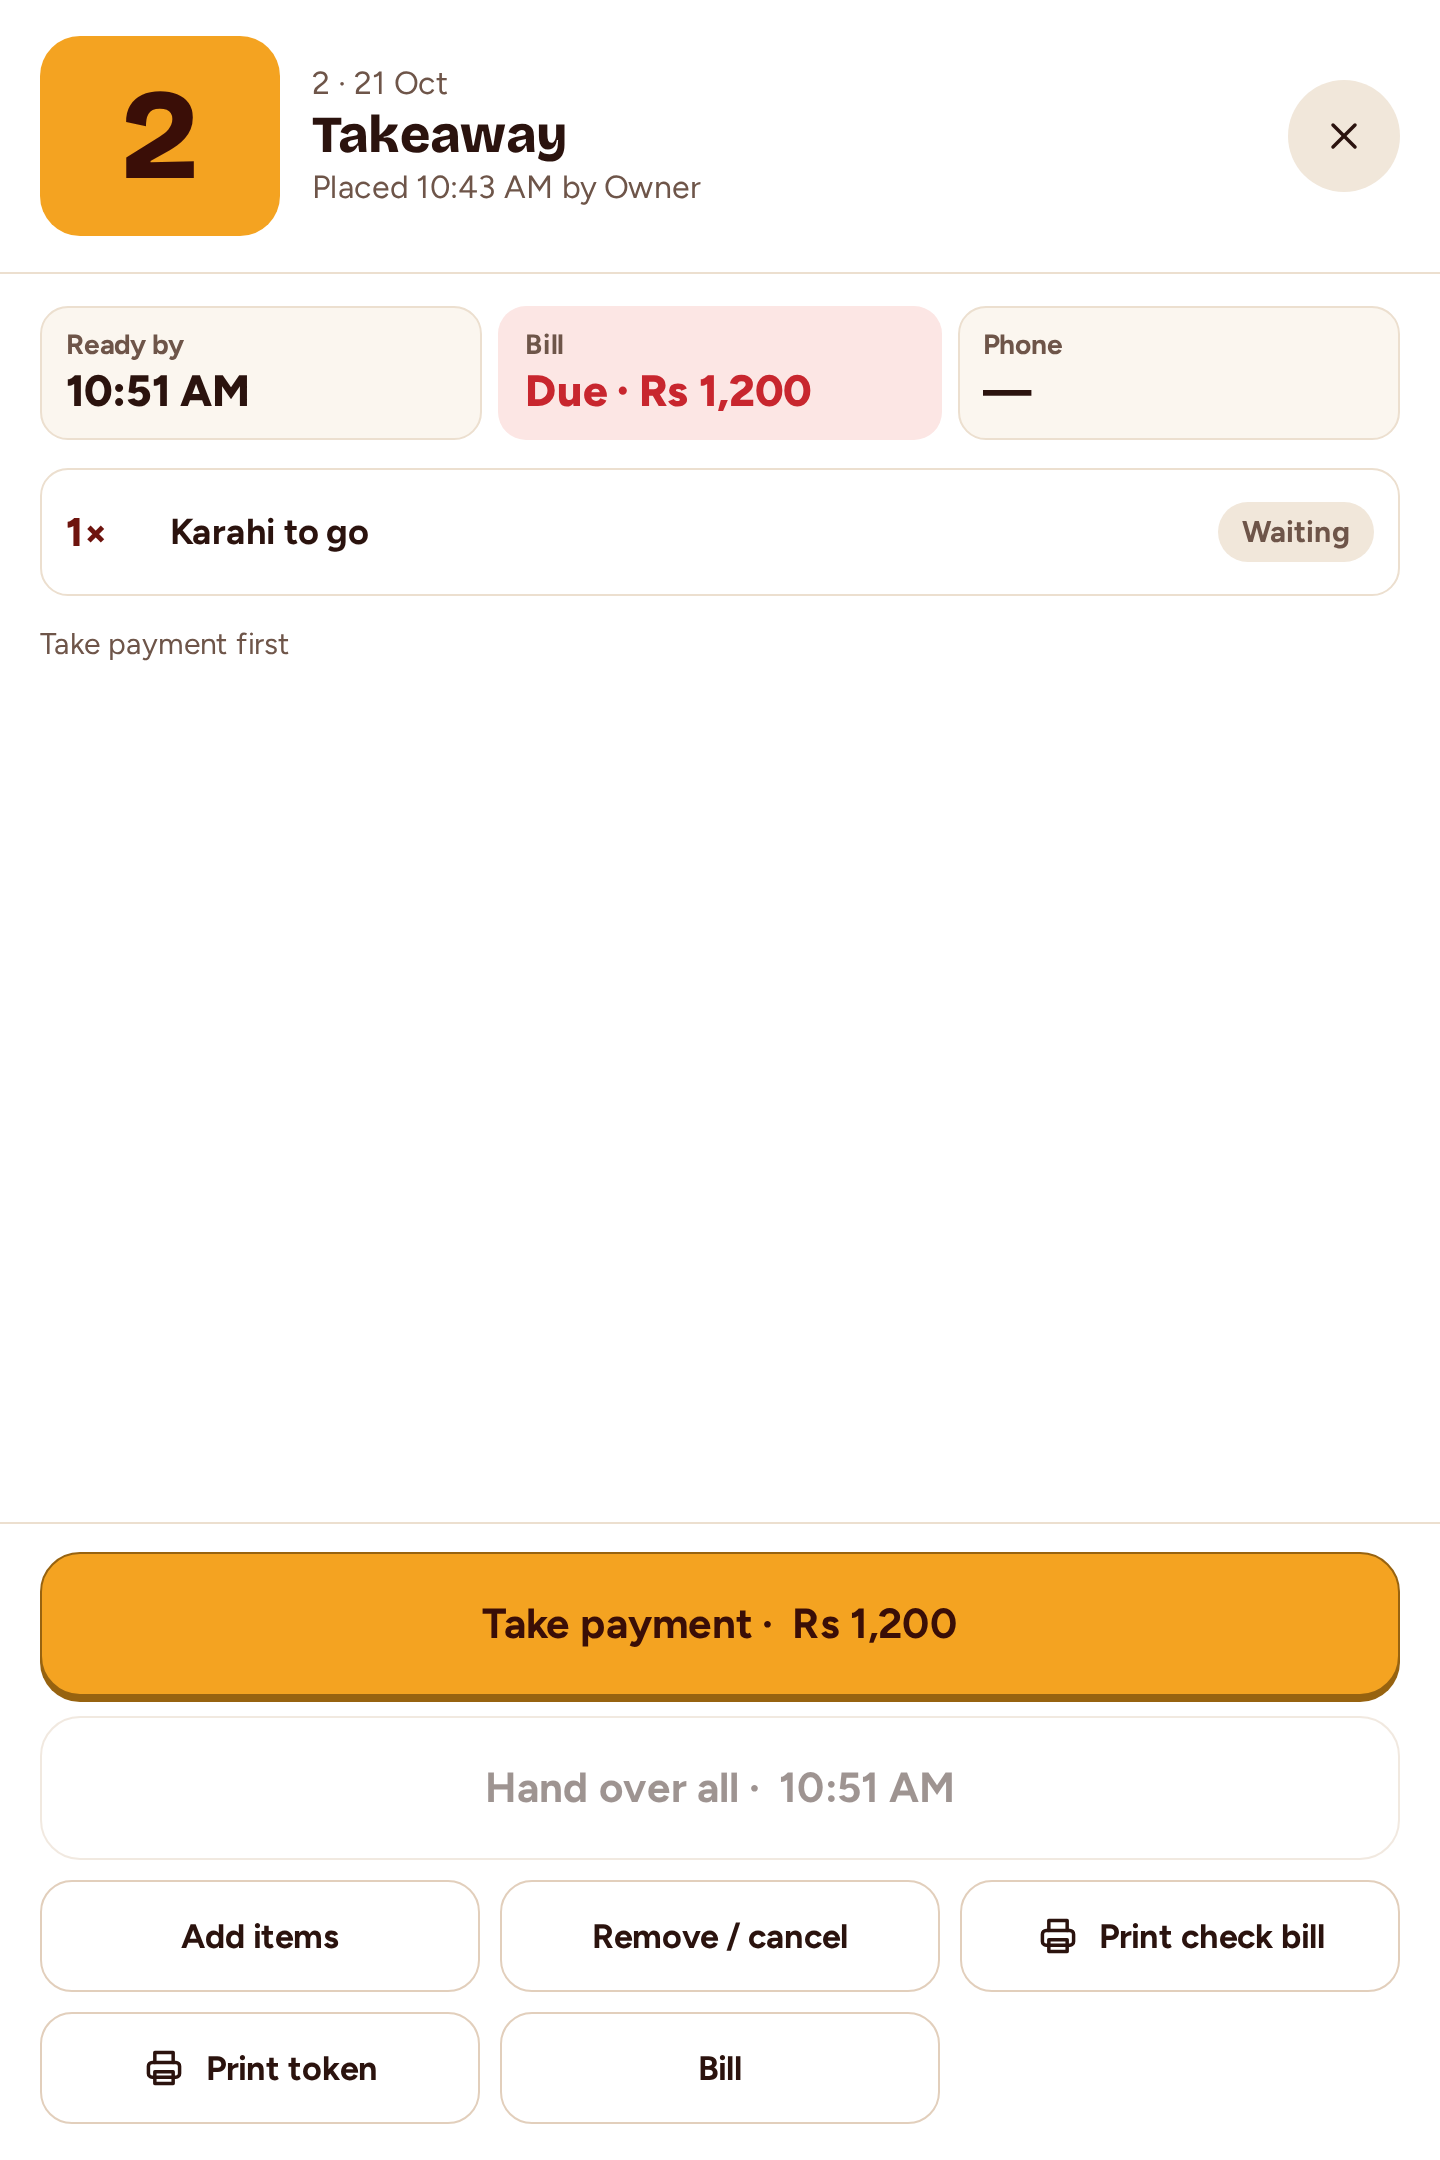 2
2 · 21 Oct
Takeaway
Placed 10:43 AM by Owner
Ready by
10:51 AM
Bill
Due · Rs 1,200
Phone
—
1× Karahi to go
Waiting
Take payment first
Take payment · Rs 1,200
Hand over all · 10:51 AM
Add items
Remove / cancel
Print check bill
Print token
Bill